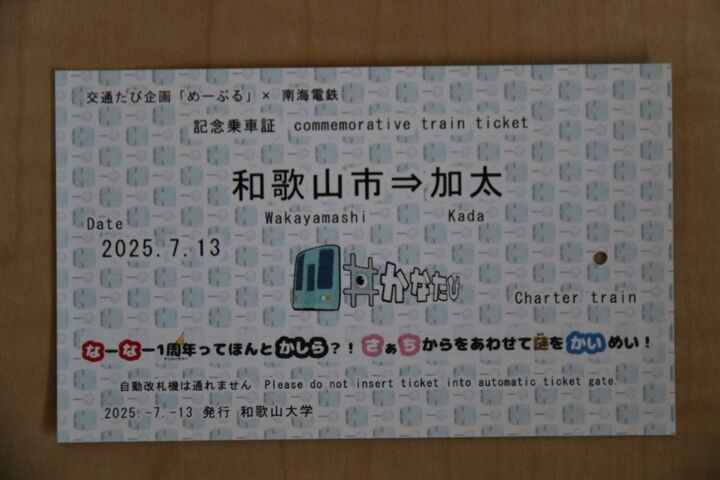 交通たび企画「めーぷる」× 南海電鉄
記念乗車証 commemorative train ticket
和歌山市⇒加太
Wakayamashi Kada
Date
2025.7.13
#かなたび
Charter train
なーなー1周年ってほんとかしら?! さぁちからをあわせて謎をかいめい!
自動改札機は通れません Please do not insert ticket into automatic ticket gate.
2025.-7.-13 発行 和歌山大学